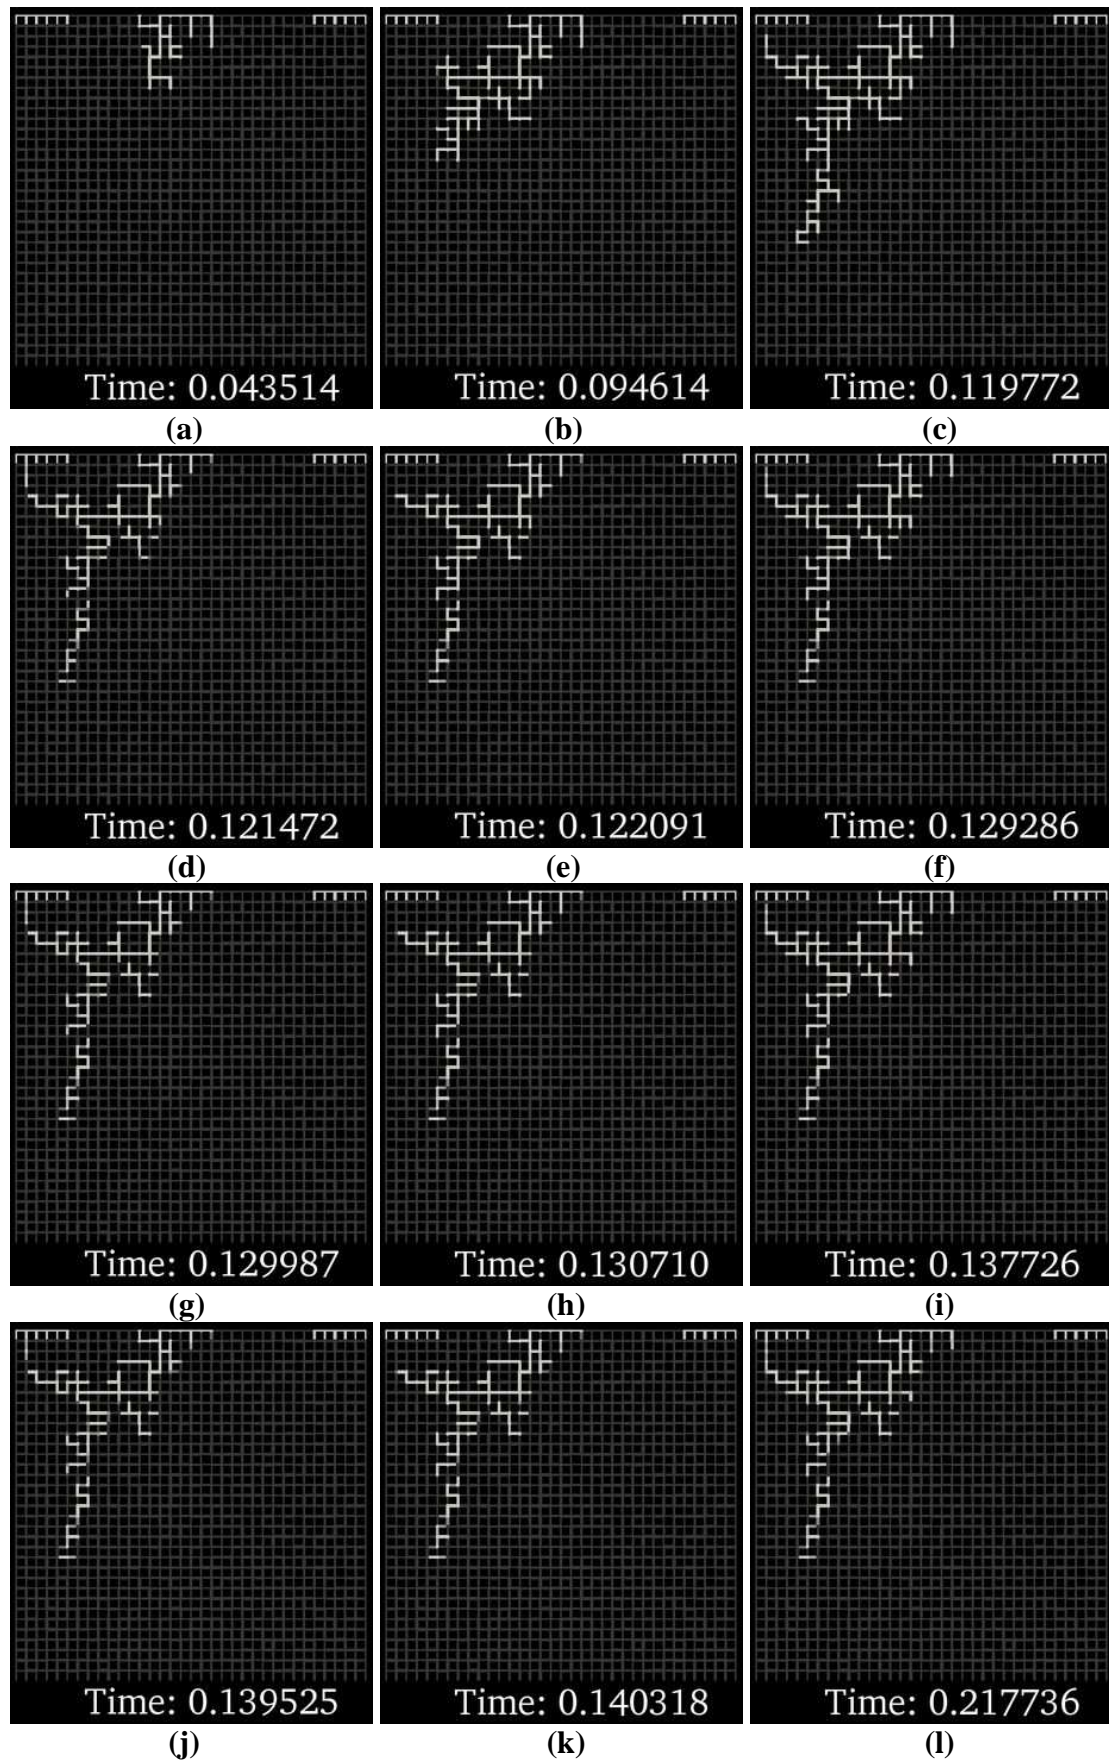 Time: 0.043514
Time: 0.094614
Time: 0.119772
(a)
(b)
(c)
Time: 0.121472
Time: 0.122091
Time: 0.129286
(d)
(e)
(f)
Time: 0.129987
Time: 0.130710
Time: 0.137726
(g)
(h)
(i)
Time: 0.139525
Time: 0.140318
Time: 0.217736
(j)
(k)
(l)